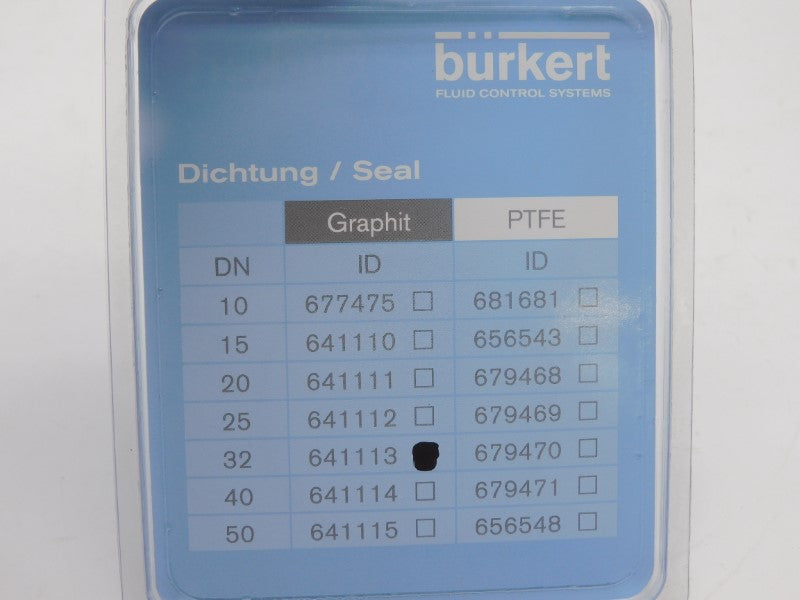 bürkert
FLUID CONTROL SYSTEMS
Dichtung / Seal
Graphit PTFE
DN ID ID
10 677475 681681
15 641110 656543
20 641111 679468
25 641112 679469
32 641113 679470
40 641114 679471
50 641115 656548